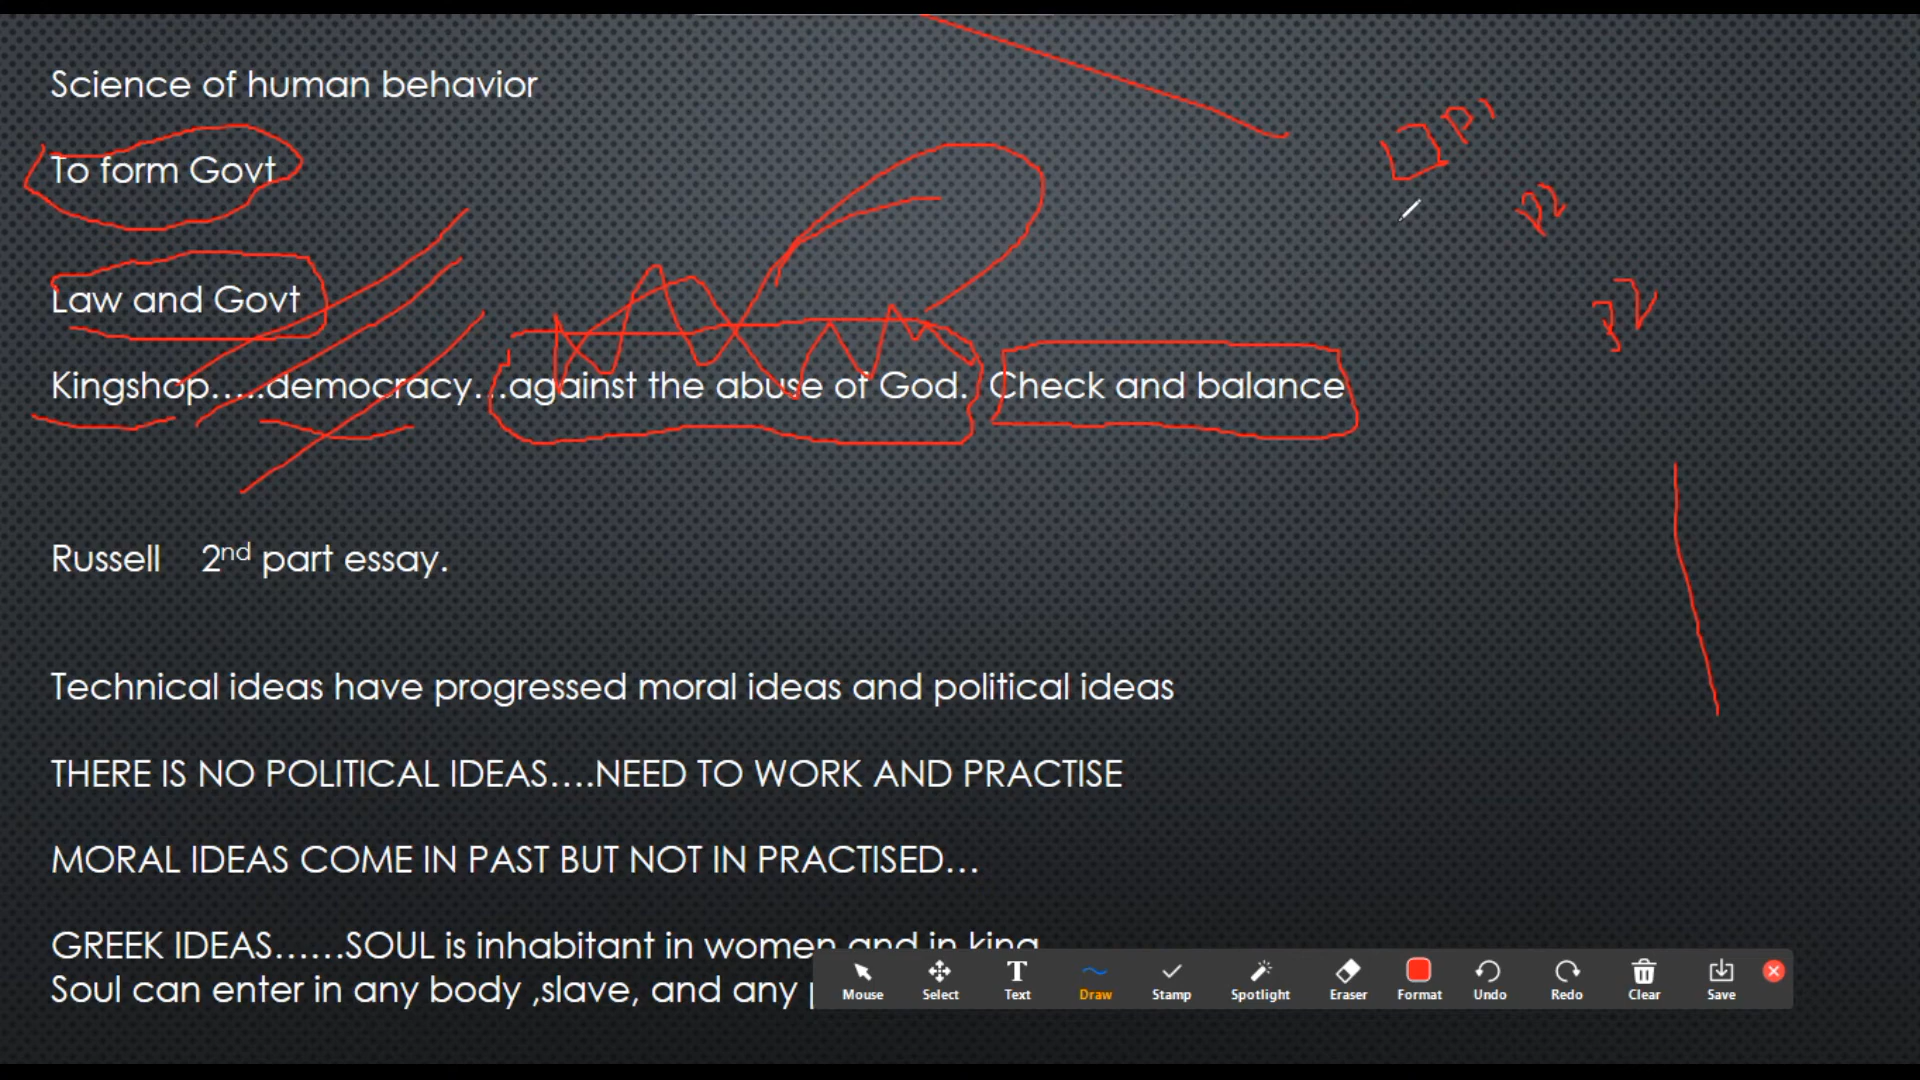 Science of human behavior
To form Govt
Law and Govt
Kingshop.....democracy...against the abuse of God. Check and balance
Russell 2nd part essay.
Technical ideas have progressed moral ideas and political ideas
THERE IS NO POLITICAL IDEAS....NEED TO WORK AND PRACTISE
MORAL IDEAS COME IN PAST BUT NOT IN PRACTISED...
GREEK IDEAS......SOUL is inhabitant in women and in king
Soul can enter in any body ,slave, and any
Mouse Select Text Draw Stamp Spotlight Eraser Format Undo Redo Clear Save